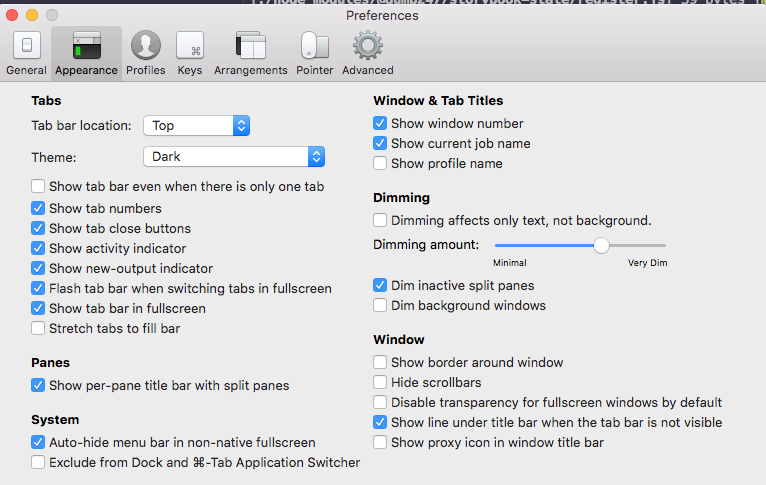 Preferences
General
Appearance
Profiles
Keys
Arrangements
Pointer
Advanced
Tabs
Tab bar location: Top
Theme: Dark
Show tab bar even when there is only one tab
Show tab numbers
Show tab close buttons
Show activity indicator
Show new-output indicator
Flash tab bar when switching tabs in fullscreen
Show tab bar in fullscreen
Stretch tabs to fill bar
Panes
Show per-pane title bar with split panes
System
Auto-hide menu bar in non-native fullscreen
Exclude from Dock and ⌘-Tab Application Switcher
Window & Tab Titles
Show window number
Show current job name
Show profile name
Dimming
Dimming affects only text, not background.
Dimming amount:
Minimal Very Dim
Dim inactive split panes
Dim background windows
Window
Show border around window
Hide scrollbars
Disable transparency for fullscreen windows by default
Show line under title bar when the tab bar is not visible
Show proxy icon in window title bar